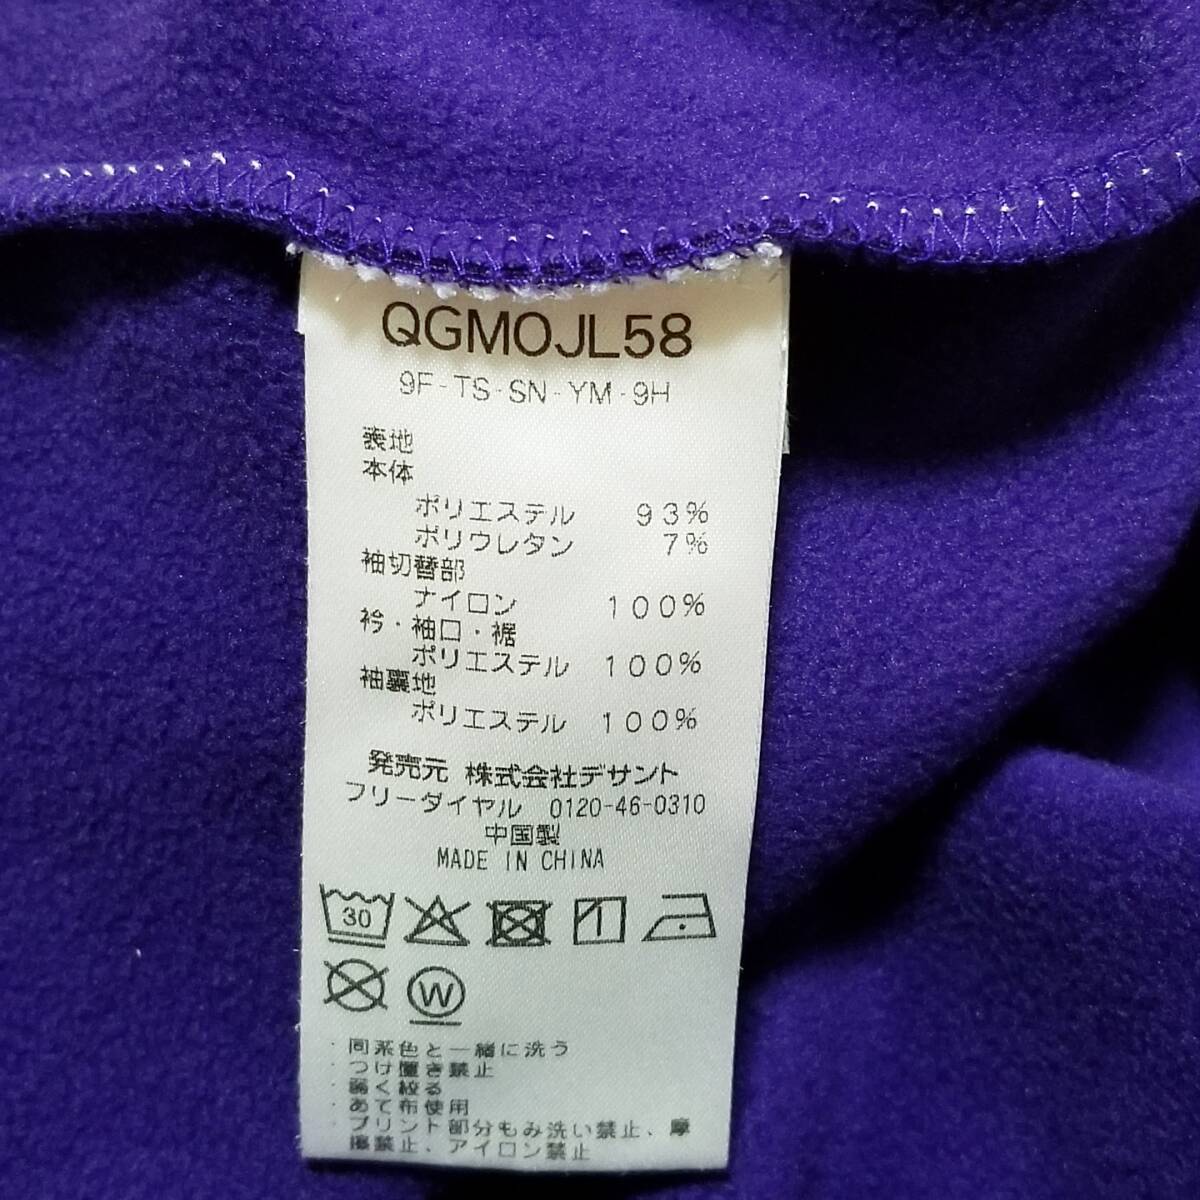 QGMOJL58
9F-TS-SN-YM-9H
表地
本体
ポリエステル 93%
ポリウレタン 7%
袖切替部
ナイロン 100%
衿・袖口・裾
ポリエステル 100%
袖裏地
ポリエステル 100%
発売元 株式会社デサント
フリーダイヤル 0120-46-0310
中国製
MADE IN CHINA
30
W
・同系色と一緒に洗う
・つけ置き禁止
・弱く絞る
・あて布使用
・プリント部分もみ洗い禁止、摩
擦禁止、アイロン禁止